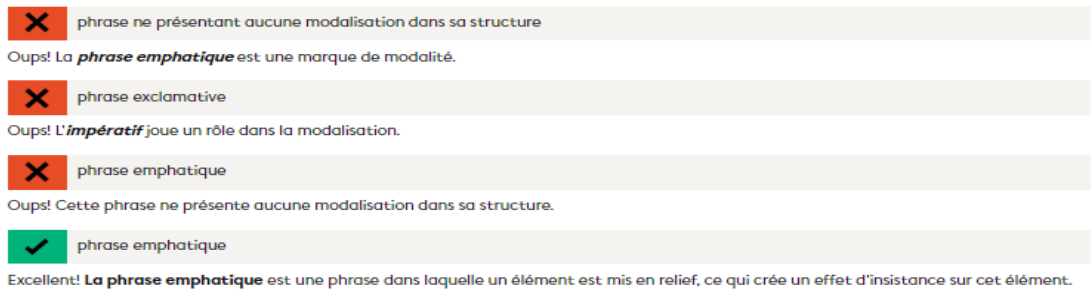 phrase ne présentant aucune modalisation dans sa structure
Oups! La phrase emphatique est une marque de modalité.
phrase exclamative
Oups! L'impératif joue un rôle dans la modalisation.
phrase emphatique
Oups! Cette phrase ne présente aucune modalisation dans sa structure.
phrase emphatique
Excellent! La phrase emphatique est une phrase dans laquelle un élément est mis en relief, ce qui crée un effet d'insistance sur cet élément.